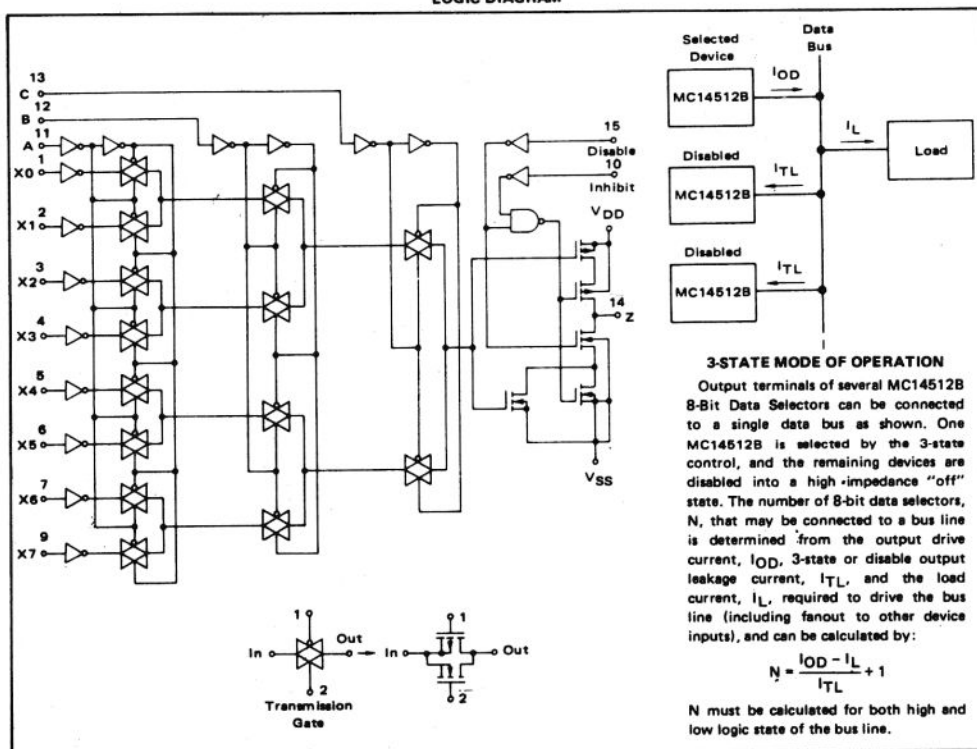 LOGIC DIAGRAM
13
C
12
B
11
A
1
X0
2
X1
3
X2
4
X3
5
X4
6
X5
7
X6
9
X7
15
Disable
10
Inhibit
VDD
14
Z
VSS
1
In
Out
2
Transmission
Gate
1
In
Out
2
Selected
Device
Data
Bus
MC14512B
IOD
IL
Load
Disabled
MC14512B
ITL
Disabled
MC14512B
ITL
3-STATE MODE OF OPERATION
Output terminals of several MC14512B
8-Bit Data Selectors can be connected
to a single data bus as shown. One
MC14512B is selected by the 3-state
control, and the remaining devices are
disabled into a high-impedance "off"
state. The number of 8-bit data selectors,
N, that may be connected to a bus line
is determined from the output drive
current, IOD, 3-state or disable output
leakage current, ITL, and the load
current, IL, required to drive the bus
line (including fanout to other device
inputs), and can be calculated by:
N = (IOD – IL) / ITL + 1
N must be calculated for both high and
low logic state of the bus line.